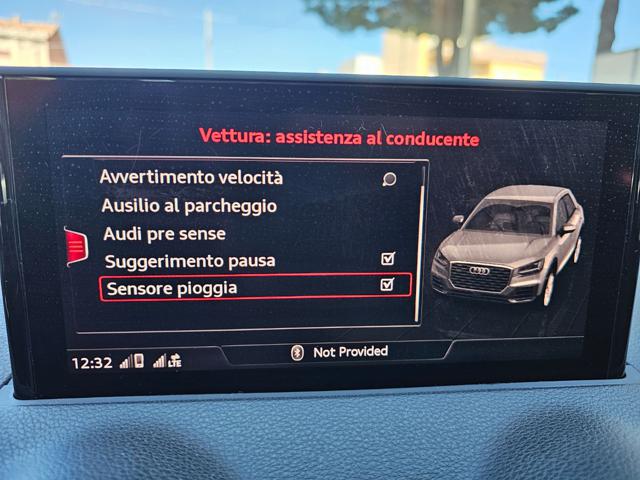 Vettura: assistenza al conducente
Avvertimento velocità
Ausilio al parcheggio
Audi pre sense
Suggerimento pausa
Sensore pioggia
12:32
LTE
Not Provided